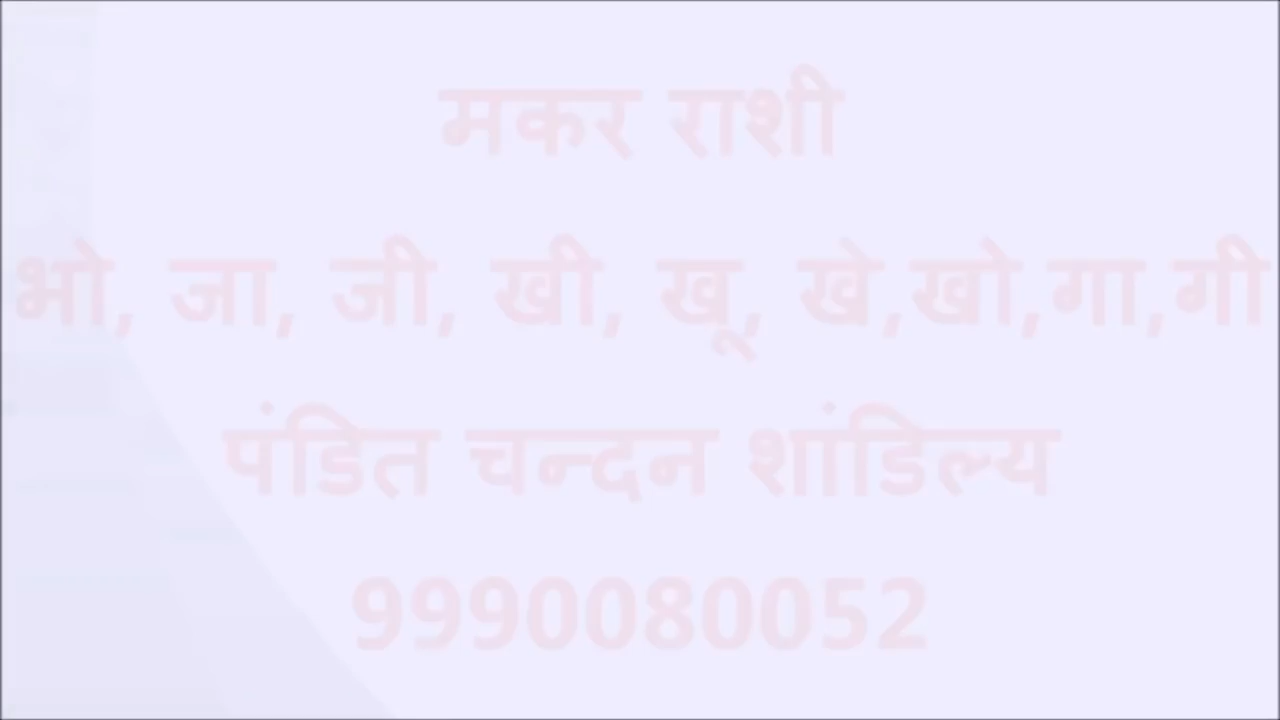 मकर राशी
भो, जा, जी, खी, खू, खे,खो,गा,गी
पंडित चन्दन शांडिल्य
9990080052